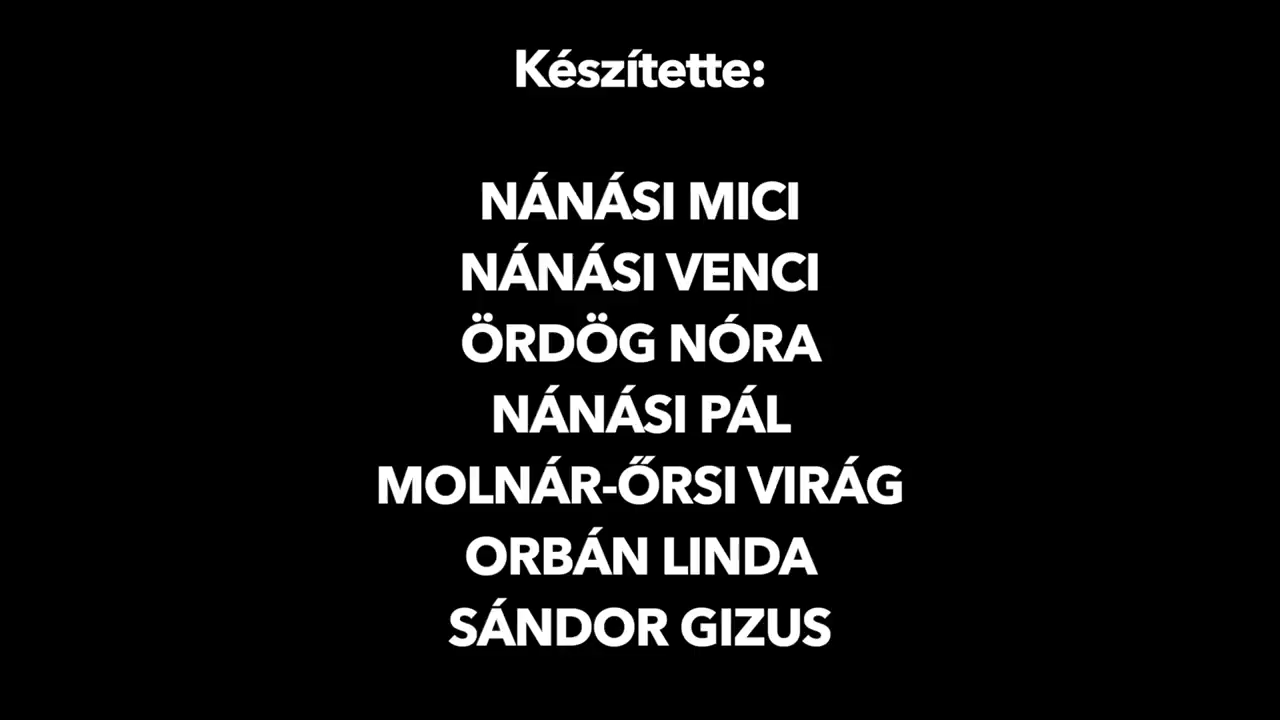 Készítette:
NÁNÁSI MICI
NÁNÁSI VENCI
ÖRDÖG NÓRA
NÁNÁSI PÁL
MOLNÁR-ŐRSI VIRÁG
ORBÁN LINDA
SÁNDOR GIZUS